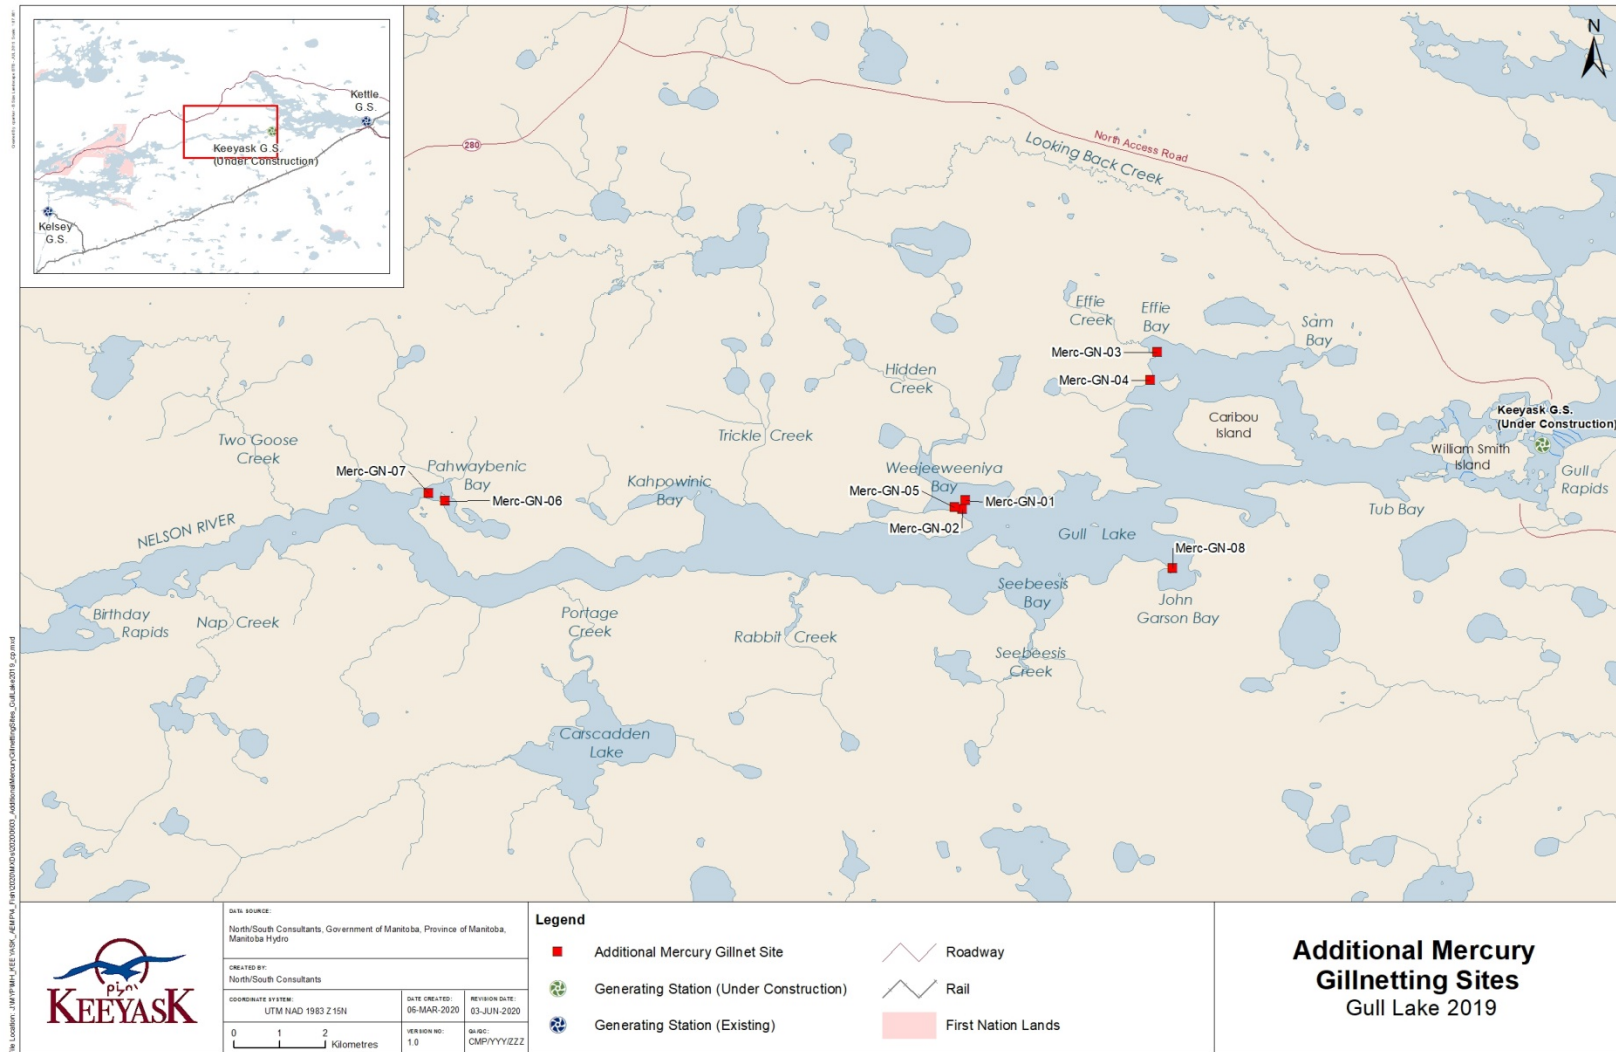 Kettle
G.S.
Keeyask G.S.
(Under Construction)
Kelsey
G.S.
N
280
North Access Road
Looking Back Creek
Effie
Creek
Effie
Bay
Sam
Bay
Merc-GN-03
Merc-GN-04
Hidden
Creek
Caribou
Island
Keeyask G.S.
(Under Construction)
William Smith
Island
Gull
Rapids
Tub Bay
Two Goose
Creek
Merc-GN-07
Pahwaybenic
Bay
Merc-GN-06
Trickle Creek
Kahpowinic
Bay
Weejeeweeniya
Bay
Merc-GN-05
Merc-GN-01
Merc-GN-02
NELSON RIVER
Gull Lake
Merc-GN-08
Seebeesis
Bay
John
Garson Bay
Birthday
Rapids
Nap Creek
Portage
Creek
Rabbit Creek
Seebeesis
Creek
Carscadden
Lake
KEEYASK
DATA SOURCE:
North/South Consultants, Government of Manitoba, Province of Manitoba,
Manitoba Hydro
CREATED BY:
North/South Consultants
COORDINATE SYSTEM:
UTM NAD 1983 Z 15N
DATE CREATED:
06-MAR-2020
REVISION DATE:
03-JUN-2020
0 1 2
Kilometres
VERSION NO:
1.0
QA/QC:
CMP/YYY/ZZZ
Legend
Additional Mercury Gillnet Site
Generating Station (Under Construction)
Generating Station (Existing)
Roadway
Rail
First Nation Lands
Additional Mercury
Gillnetting Sites
Gull Lake 2019